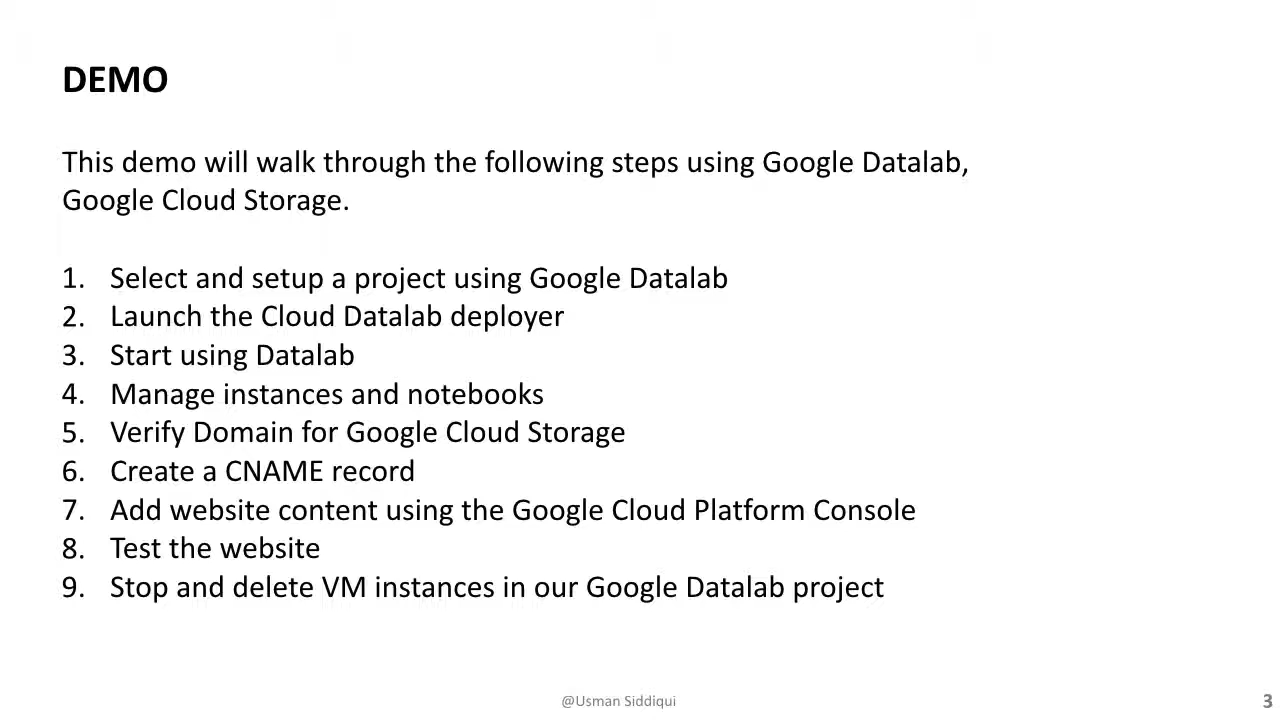 DEMO
This demo will walk through the following steps using Google Datalab,
Google Cloud Storage.
1. Select and setup a project using Google Datalab
2. Launch the Cloud Datalab deployer
3. Start using Datalab
4. Manage instances and notebooks
5. Verify Domain for Google Cloud Storage
6. Create a CNAME record
7. Add website content using the Google Cloud Platform Console
8. Test the website
9. Stop and delete VM instances in our Google Datalab project
@Usman Siddiqui
3